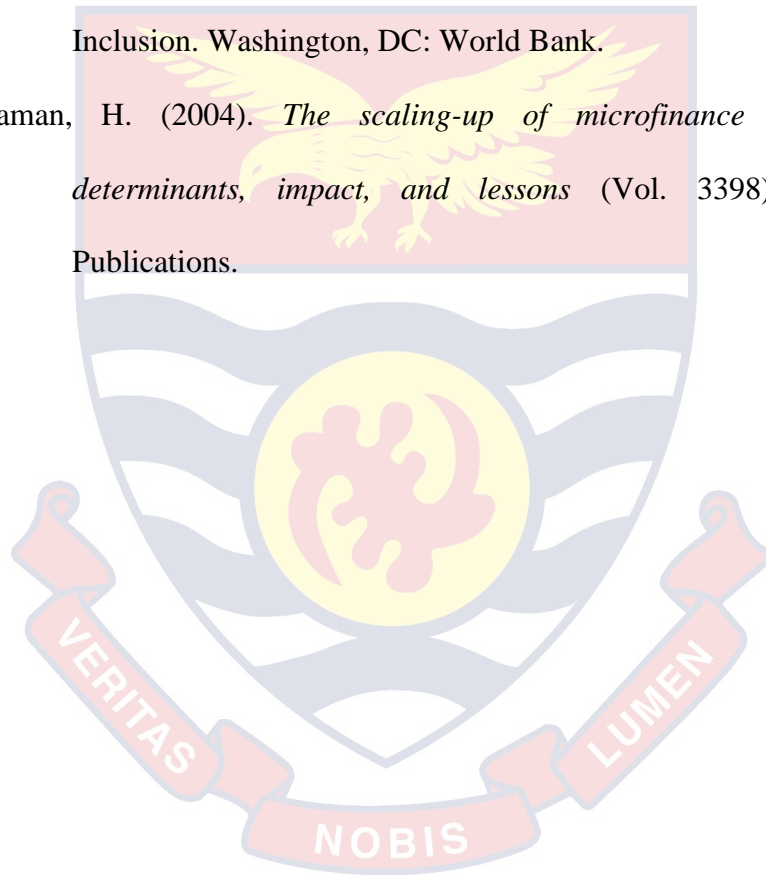 Inclusion. Washington, DC: World Bank.
aman, H. (2004). The scaling-up of microfinance
determinants, impact, and lessons (Vol. 3398)
Publications.
VERITAS
NOBIS
LUMEN